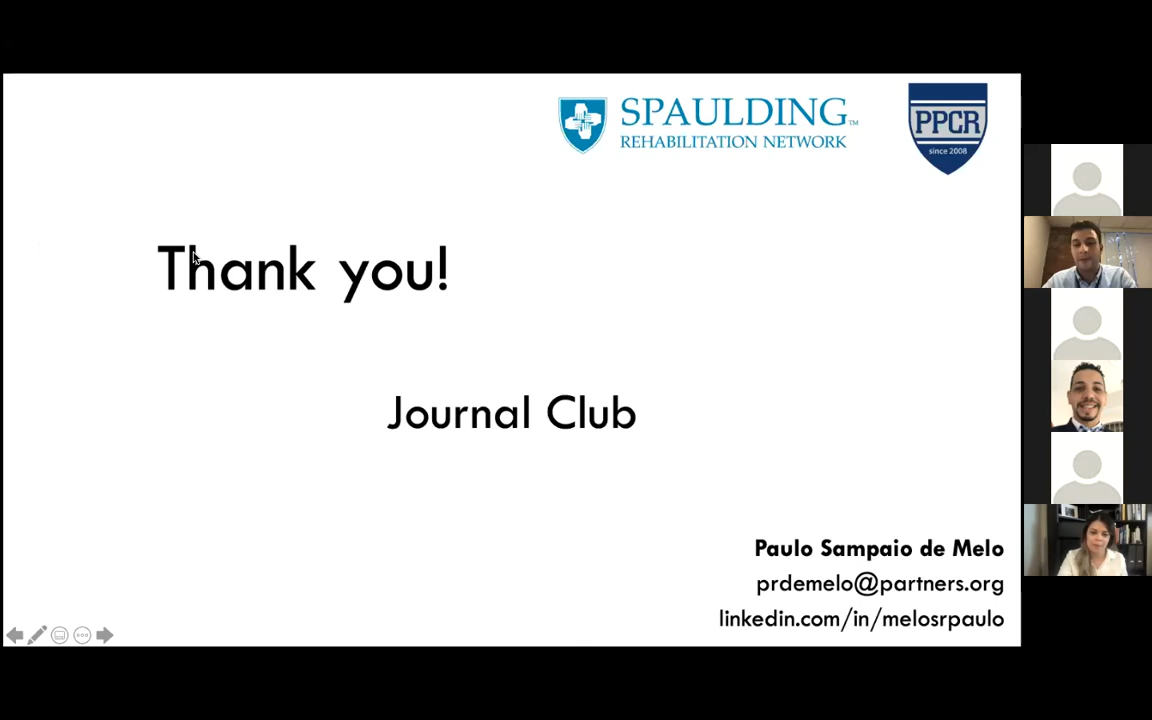 SPAULDING™
REHABILITATION NETWORK
PPCR
since 2008
Thank you!
Journal Club
Paulo Sampaio de Melo
prdemelo@partners.org
linkedin.com/in/melosrpaulo